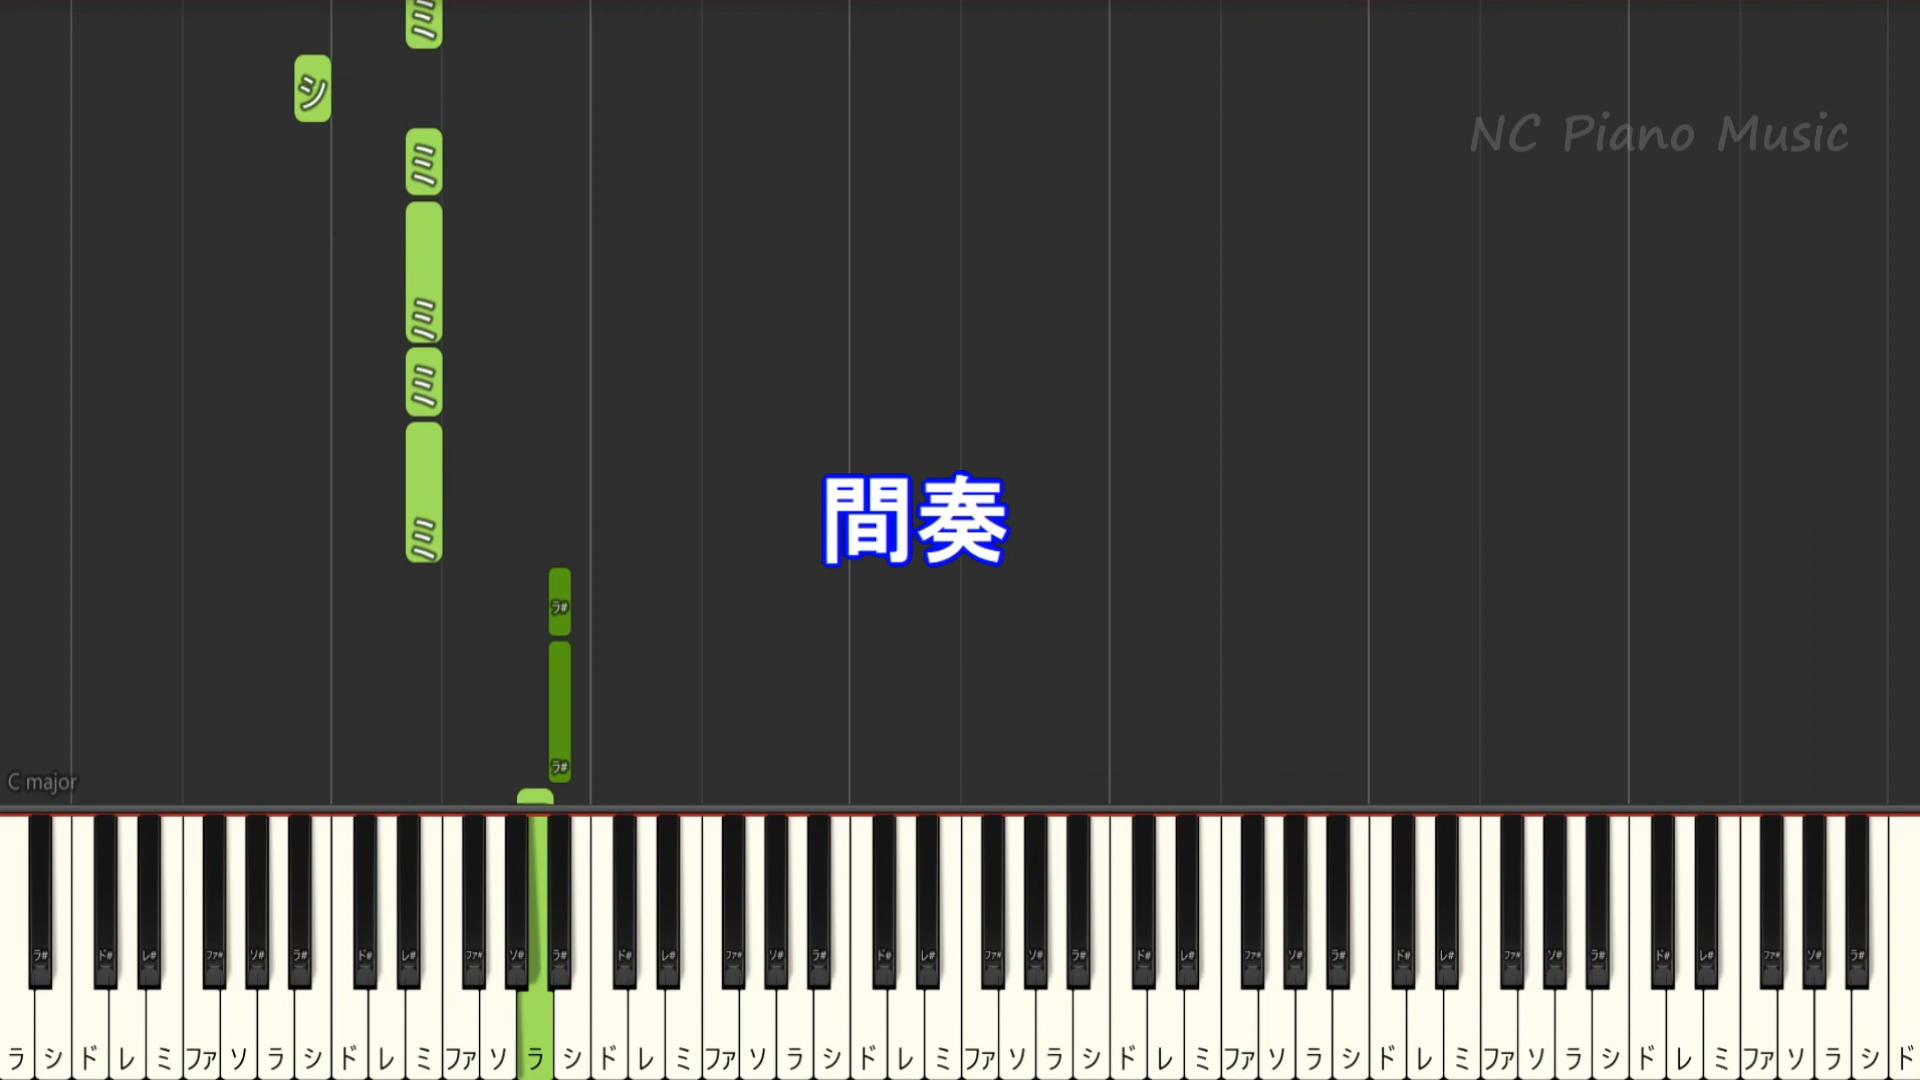 ミ
シ
NC Piano Music
ミ
ミ
ミ
間奏
ミ
ラ#
ラ#
C major
ラ# ド# レ# ファ# ソ# ラ# ド# レ# ファ# ソ# ラ# ド# レ# ファ# ソ# ラ# ド# レ# ファ# ソ# ラ# ド# レ# ファ# ソ# ラ# ド# レ# ファ# ソ# ラ# ド# レ# ファ# ソ# ラ#
ラ シ ド レ ミ ファ ソ ラ シ ド レ ミ ファ ソ ラ シ ド レ ミ ファ ソ ラ シ ド レ ミ ファ ソ ラ シ ド レ ミ ファ ソ ラ シ ド レ ミ ファ ソ ラ シ ド レ ミ ファ ソ ラ シ ド